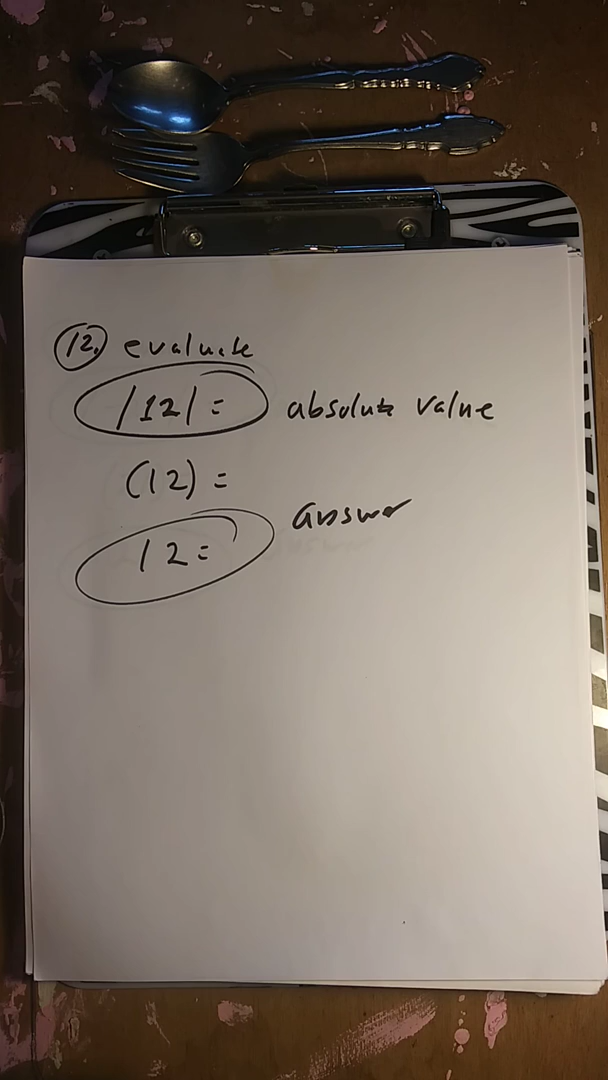 12. evaluate
|12| = absolute value
(12) =
answer
12 =